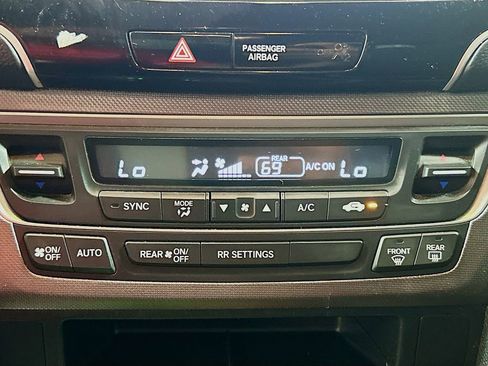 PASSENGER
AIRBAG
REAR
Lo 69 A/C ON Lo
SYNC MODE A/C
ON/
OFF AUTO REAR ON/
OFF RR SETTINGS FRONT REAR